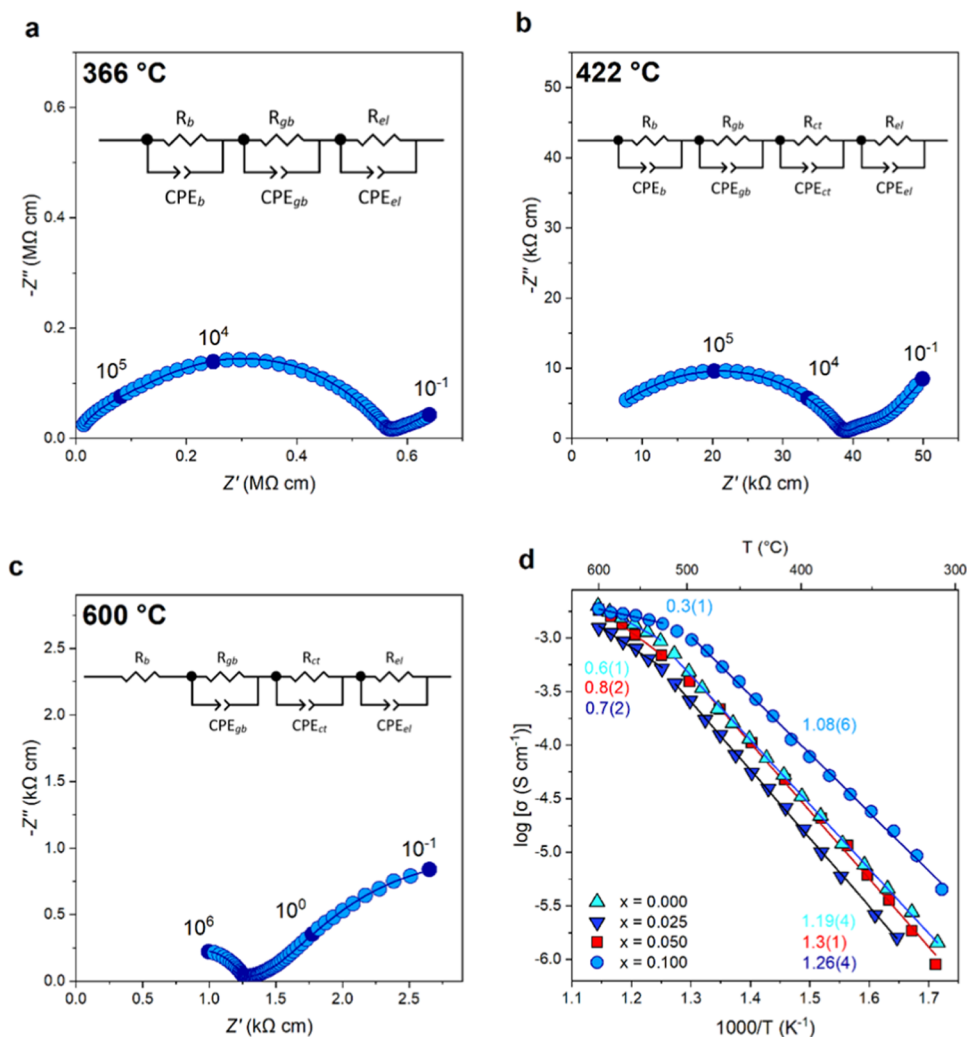 a
366 °C
R_b R_gb R_el
CPE_b CPE_gb CPE_el
0.6
0.4
0.2
0.0
-Z″ (MΩ cm)
10^5
10^4
10^-1
0.0 0.2 0.4 0.6
Z′ (MΩ cm)
b
422 °C
R_b R_gb R_ct R_el
CPE_b CPE_gb CPE_ct CPE_el
50
40
30
20
10
0
-Z″ (kΩ cm)
10^5
10^4
10^-1
0 10 20 30 40 50
Z′ (kΩ cm)
c
600 °C
R_b R_gb R_ct R_el
CPE_gb CPE_ct CPE_el
2.5
2.0
1.5
1.0
0.5
0.0
-Z″ (kΩ cm)
10^6
10^0
10^-1
0.0 0.5 1.0 1.5 2.0 2.5
Z′ (kΩ cm)
d
T (°C)
600 500 400 300
-3.0
-3.5
-4.0
-4.5
-5.0
-5.5
-6.0
log [σ (S cm^-1)]
0.3(1)
0.6(1)
0.8(2)
0.7(2)
1.08(6)
1.19(4)
1.3(1)
1.26(4)
x = 0.000
x = 0.025
x = 0.050
x = 0.100
1.1 1.2 1.3 1.4 1.5 1.6 1.7
1000/T (K^-1)